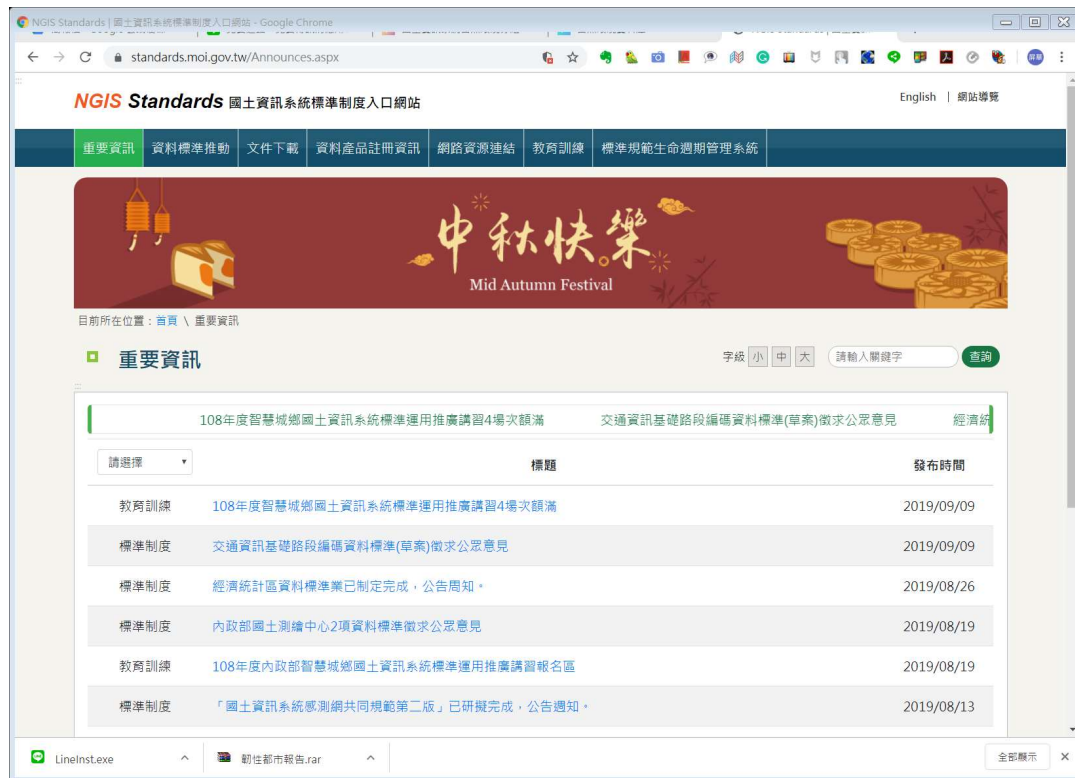 NGIS Standards | 國土資訊系統標準制度入口網站 - Google Chrome
standards.moi.gov.tw/Announces.aspx
NGIS Standards 國土資訊系統標準制度入口網站
English | 網站導覽
重要資訊 資料標準推動 文件下載 資料產品註冊資訊 網路資源連結 教育訓練 標準規範生命週期管理系統
中秋快樂
Mid Autumn Festival
目前所在位置：首頁 \ 重要資訊
重要資訊
字級 小 中 大 請輸入關鍵字 查詢
108年度智慧城鄉國土資訊系統標準運用推廣講習4場次額滿 交通資訊基礎路段編碼資料標準(草案)徵求公眾意見 經濟統
請選擇 標題 發布時間
教育訓練 108年度智慧城鄉國土資訊系統標準運用推廣講習4場次額滿 2019/09/09
標準制度 交通資訊基礎路段編碼資料標準(草案)徵求公眾意見 2019/09/09
標準制度 經濟統計區資料標準業已制定完成，公告周知。 2019/08/26
標準制度 內政部國土測繪中心2項資料標準徵求公眾意見 2019/08/19
教育訓練 108年度內政部智慧城鄉國土資訊系統標準運用推廣講習報名區 2019/08/19
標準制度 「國土資訊系統感測網共同規範第二版」已研擬完成，公告週知。 2019/08/13
LineInst.exe 韌性都市報告.rar 全部顯示